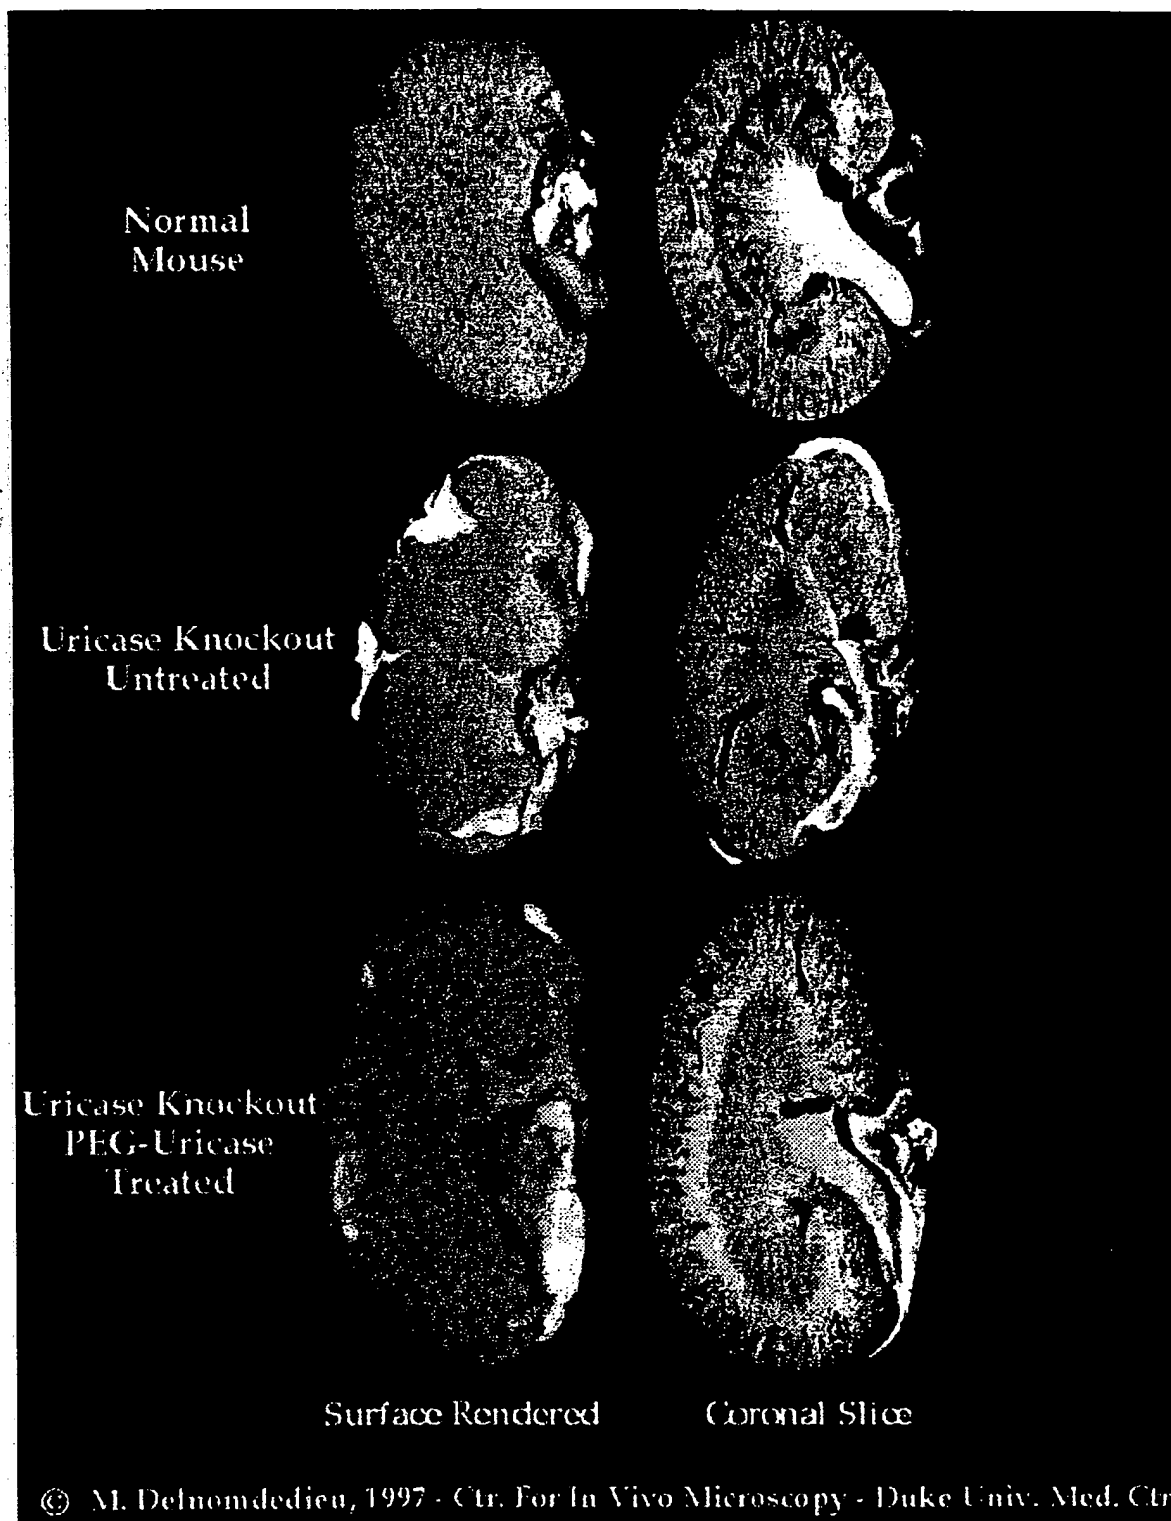 Normal
Mouse
Uricase Knockout
Untreated
Uricase Knockout
PEG-Uricase
Treated
Surface Rendered
Coronal Slice
© M. Delnomdedieu, 1997 - Ctr. For In Vivo Microscopy - Duke Univ. Med. Ctr